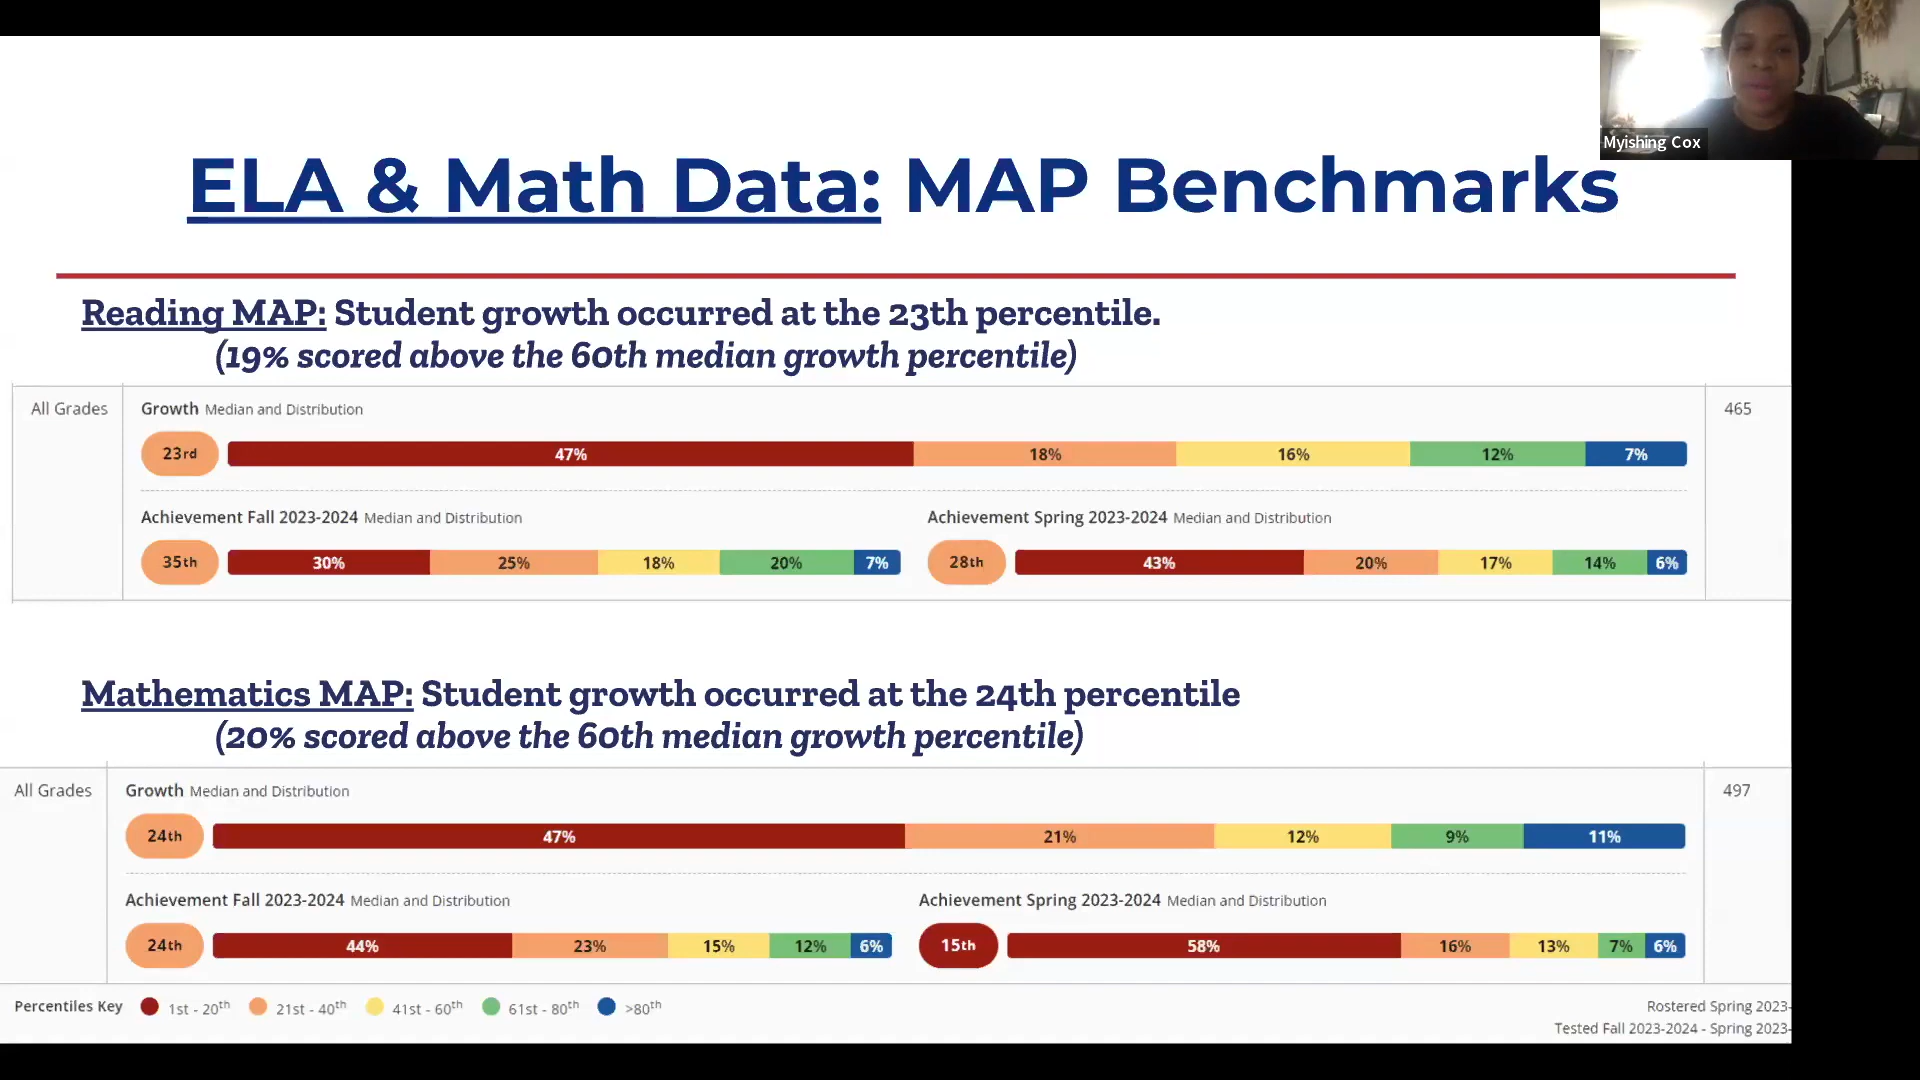 Myishing Cox
ELA & Math Data: MAP Benchmarks
Reading MAP: Student growth occurred at the 23th percentile.
(19% scored above the 60th median growth percentile)
All Grades
Growth Median and Distribution
465
23rd 47% 18% 16% 12% 7%
Achievement Fall 2023-2024 Median and Distribution
35th 30% 25% 18% 20% 7%
Achievement Spring 2023-2024 Median and Distribution
28th 43% 20% 17% 14% 6%
Mathematics MAP: Student growth occurred at the 24th percentile
(20% scored above the 60th median growth percentile)
All Grades
Growth Median and Distribution
497
24th 47% 21% 12% 9% 11%
Achievement Fall 2023-2024 Median and Distribution
24th 44% 23% 15% 12% 6%
Achievement Spring 2023-2024 Median and Distribution
15th 58% 16% 13% 7% 6%
Percentiles Key 1st - 20th 21st - 40th 41st - 60th 61st - 80th >80th
Rostered Spring 2023-
Tested Fall 2023-2024 - Spring 2023-